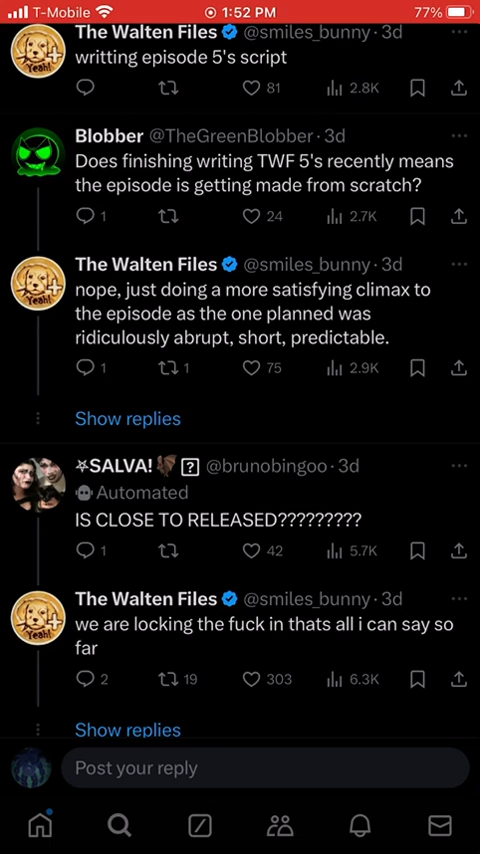 T-Mobile 1:52 PM 77%
The Walten Files @smiles_bunny · 3d
writting episode 5's script
81 2.8K
Blobber @TheGreenBlobber · 3d
Does finishing writing TWF 5's recently means
the episode is getting made from scratch?
1 24 2.7K
The Walten Files @smiles_bunny · 3d
nope, just doing a more satisfying climax to
the episode as the one planned was
ridiculously abrupt, short, predictable.
1 1 75 2.9K
Show replies
⛧SALVA!🦇 ? @brunobingoo · 3d
Automated
IS CLOSE TO RELEASED?????????
1 42 5.7K
The Walten Files @smiles_bunny · 3d
we are locking the fuck in thats all i can say so
far
2 19 303 6.3K
Show replies
Post your reply
Yeah!
Yeah!
Yeah!